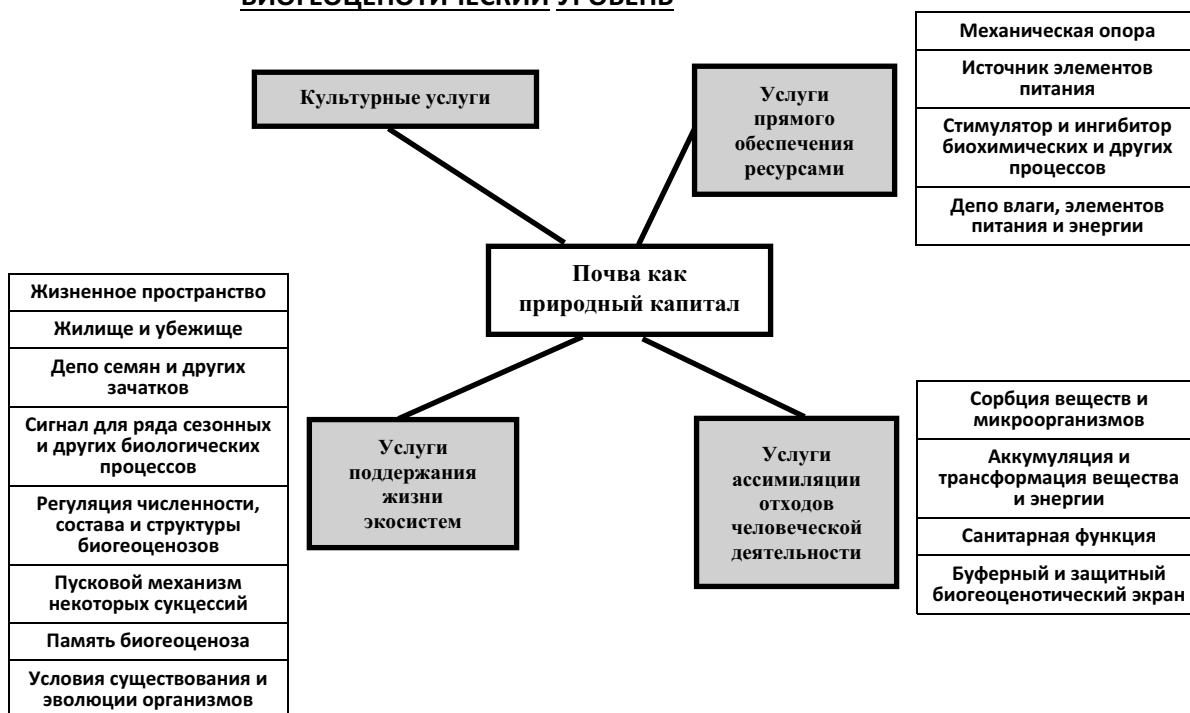 БИОГЕОЦЕНОТИЧЕСКИЙ УРОВЕНЬ
Культурные услуги
Услуги
прямого
обеспечения
ресурсами
Механическая опора
Источник элементов
питания
Стимулятор и ингибитор
биохимических и других
процессов
Депо влаги, элементов
питания и энергии
Почва как
природный капитал
Жизненное пространство
Жилище и убежище
Депо семян и других
зачатков
Сигнал для ряда сезонных
и других биологических
процессов
Регуляция численности,
состава и структуры
биогеоценозов
Пусковой механизм
некоторых сукцессий
Память биогеоценоза
Условия существования и
эволюции организмов
Услуги
поддержания
жизни
экосистем
Услуги
ассимиляции
отходов
человеческой
деятельности
Сорбция веществ и
микроорганизмов
Аккумуляция и
трансформация вещества
и энергии
Санитарная функция
Буферный и защитный
биогеоценотический экран